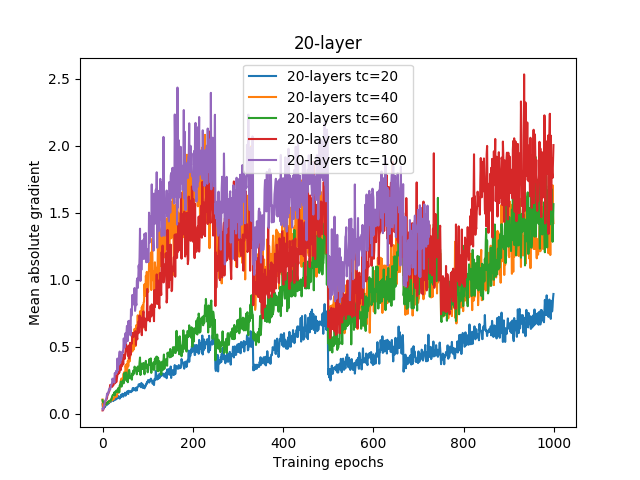 20-layer
20-layers tc=20
20-layers tc=40
20-layers tc=60
20-layers tc=80
20-layers tc=100
Mean absolute gradient
2.5
2.0
1.5
1.0
0.5
0.0
0 200 400 600 800 1000
Training epochs